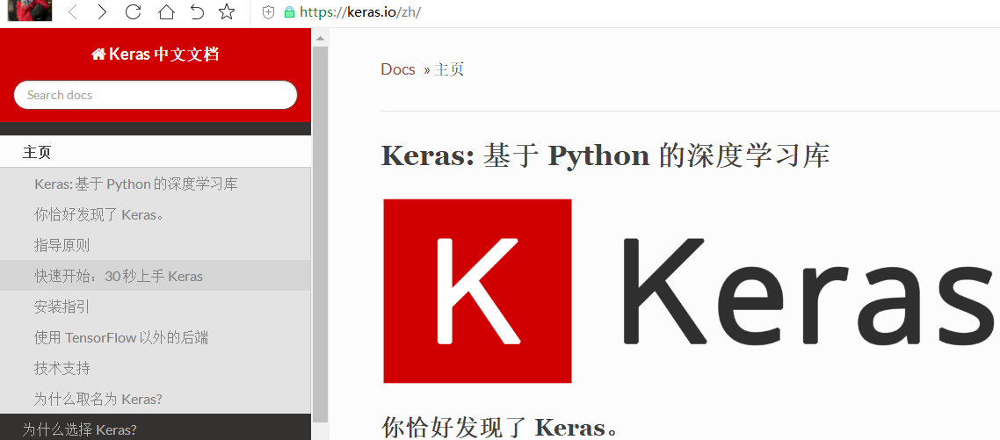 https://keras.io/zh/
Keras 中文文档
Search docs
主页
Keras: 基于 Python 的深度学习库
你恰好发现了 Keras。
指导原则
快速开始：30 秒上手 Keras
安装指引
使用 TensorFlow 以外的后端
技术支持
为什么取名为 Keras?
为什么选择 Keras?
Docs » 主页
Keras: 基于 Python 的深度学习库
K Keras
你恰好发现了 Keras。